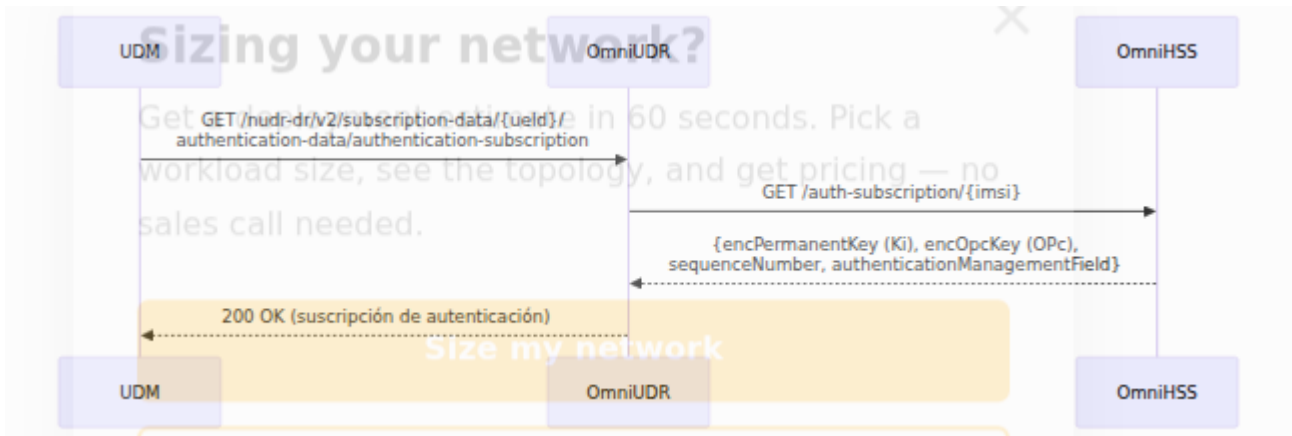 Sizing your network?
UDM
OmniUDR
OmniHSS
Get a deployment estimate in 60 seconds. Pick a
workload size, see the topology, and get pricing — no
sales call needed.
GET /nudr-dr/v2/subscription-data/{ueId}/
authentication-data/authentication-subscription
GET /auth-subscription/{imsi}
{encPermanentKey (Ki), encOpcKey (OPc),
sequenceNumber, authenticationManagementField}
200 OK (suscripción de autenticación)
Size my network
UDM
OmniUDR
OmniHSS